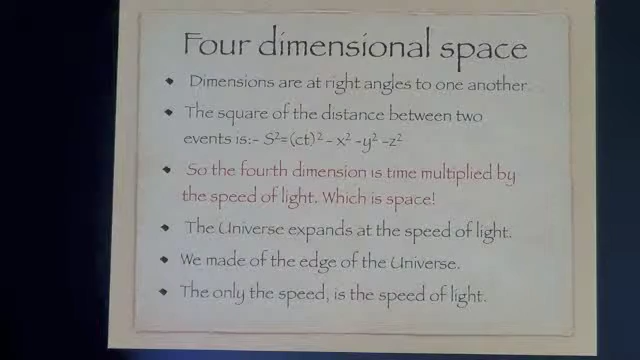 Four dimensional space
Dimensions are at right angles to one another.
The square of the distance between two
events is:- S²=(ct)² - x² -y² -z²
So the fourth dimension is time multiplied by
the speed of light. Which is space!
The Universe expands at the speed of light.
We made of the edge of the Universe.
The only the speed, is the speed of light.